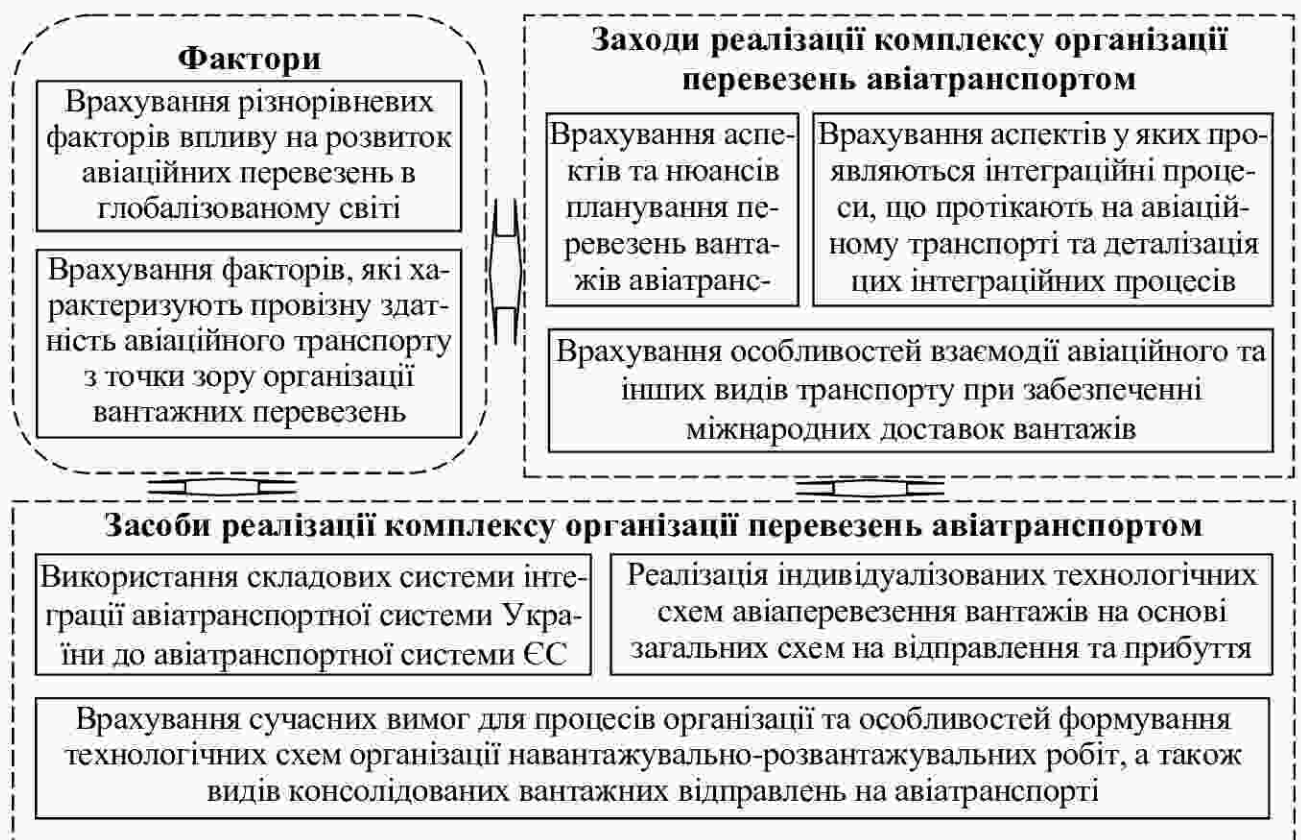 Фактори
Врахування різнорівневих
факторів впливу на розвиток
авіаційних перевезень в
глобалізованому світі
Врахування факторів, які ха-
рактеризують провізну здат-
ність авіаційного транспорту
з точки зору організації
вантажних перевезень
Заходи реалізації комплексу організації
перевезень авіатранспортом
Врахування аспе-
ктів та нюансів
планування пе-
ревезень ванта-
жів авіатранс-
Врахування аспектів у яких про-
являються інтеграційні проце-
си, що протікають на авіацій-
ному транспорті та деталізація
цих інтеграційних процесів
Врахування особливостей взаємодії авіаційного та
інших видів транспорту при забезпеченні
міжнародних доставок вантажів
Засоби реалізації комплексу організації перевезень авіатранспортом
Використання складових системи інте-
грації авіатранспортної системи Укра-
їни до авіатранспортної системи ЄС
Реалізація індивідуалізованих технологічних
схем авіаперевезення вантажів на основі
загальних схем на відправлення та прибуття
Врахування сучасних вимог для процесів організації та особливостей формування
технологічних схем організації навантажувально-розвантажувальних робіт, а також
видів консолідованих вантажних відправлень на авіатранспорті